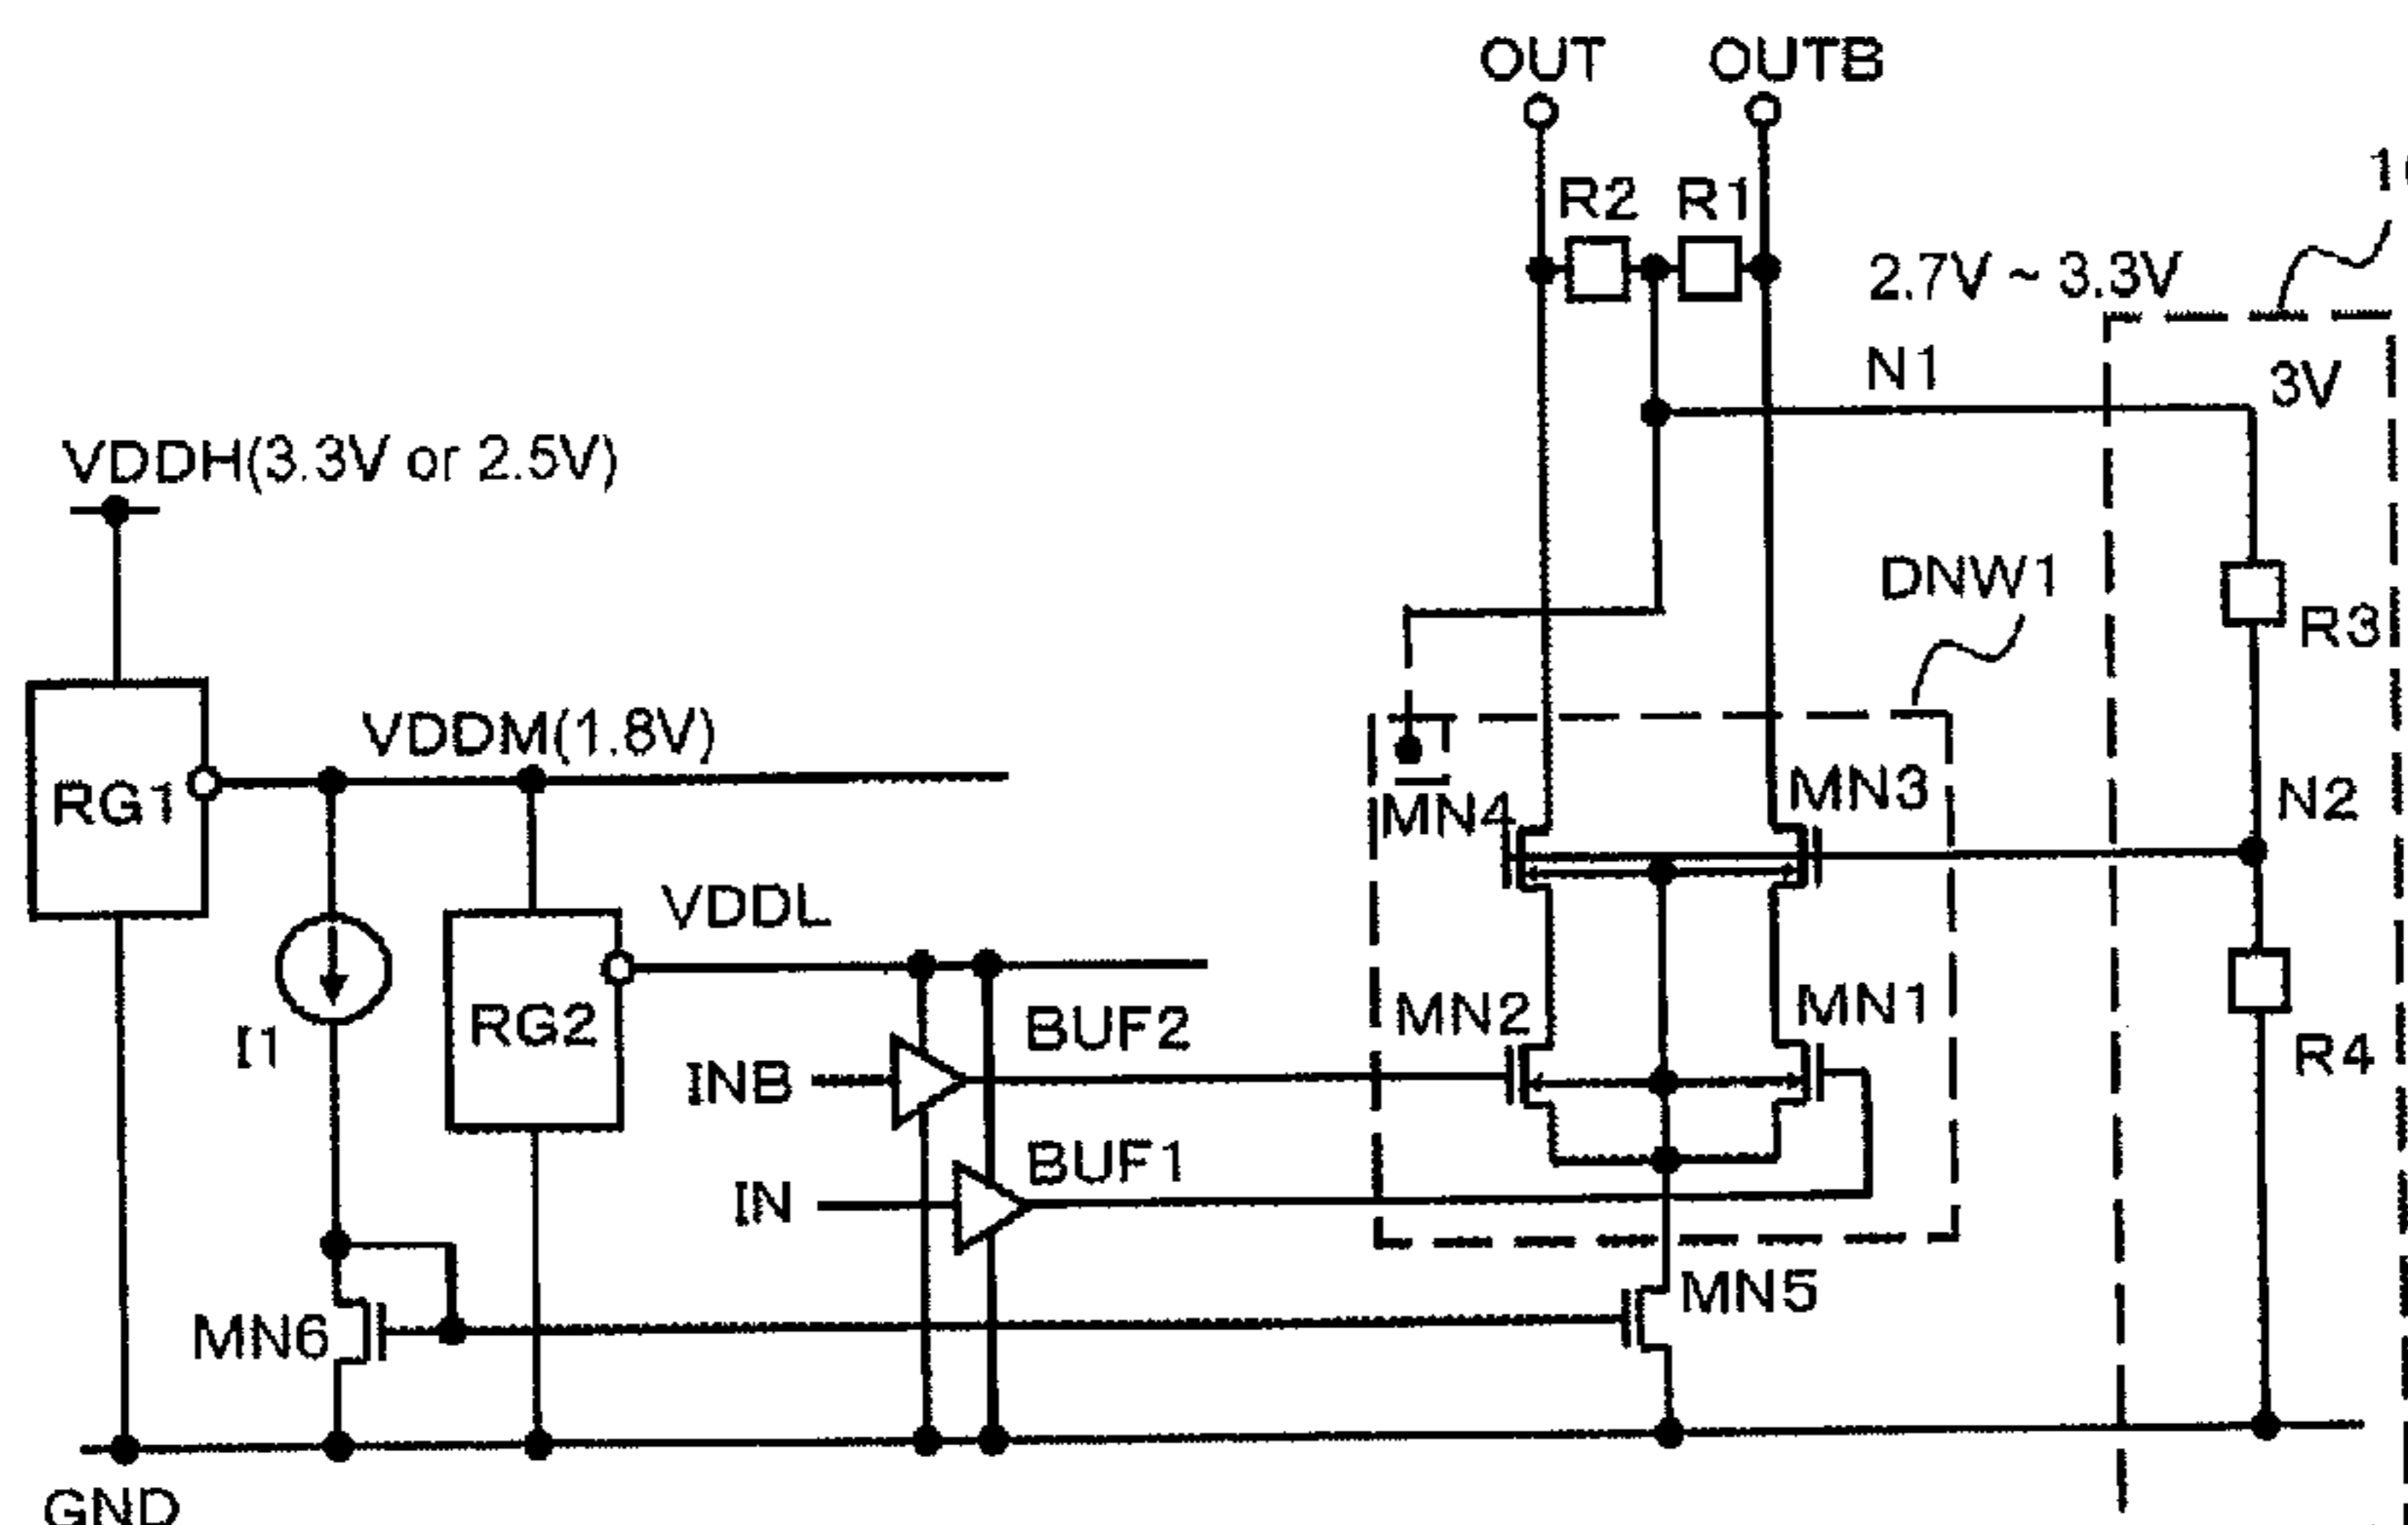 OUT OUTB
R2 R1
2.7V ~ 3.3V
N1
3V
VDDH(3.3V or 2.5V)
DNW1
R3
VDDM(1.8V)
RG1
MN4
MN3
N2
VDDL
RG2
I1
BUF2
INB
MN2
MN1
R4
BUF1
IN
MN5
MN6
GND